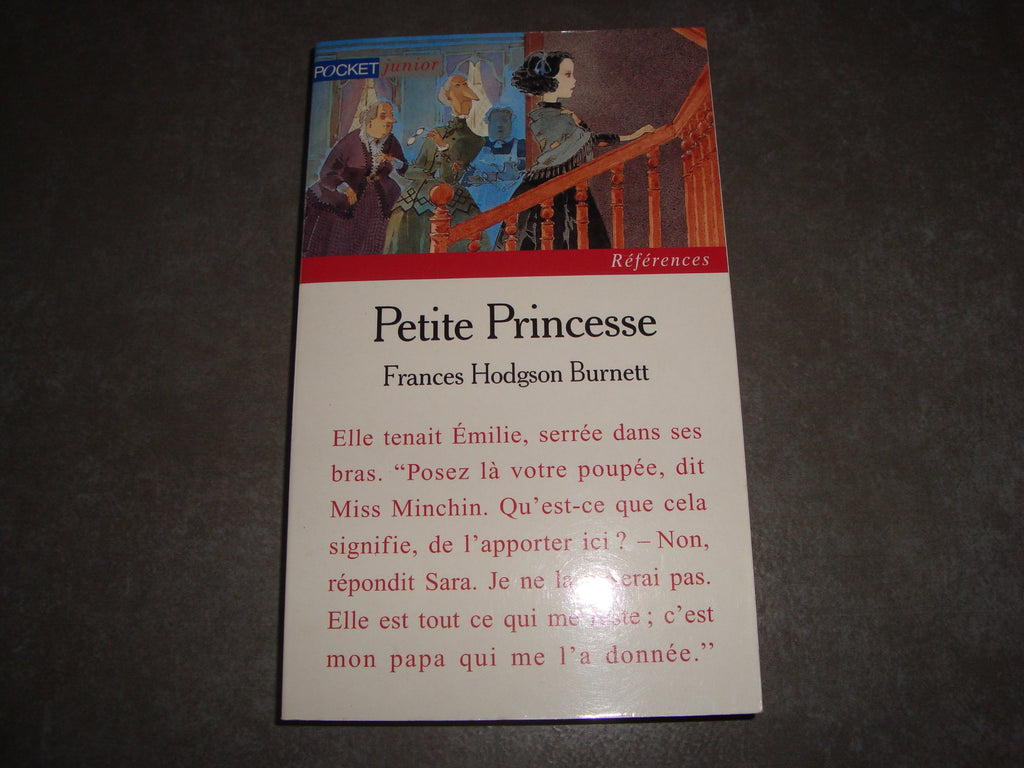 POCKET junior
Références
Petite Princesse
Frances Hodgson Burnett
Elle tenait Émilie, serrée dans ses
bras. “Posez là votre poupée, dit
Miss Minchin. Qu’est-ce que cela
signifie, de l’apporter ici ? – Non,
répondit Sara. Je ne la pas.
Elle est tout ce qui me reste ; c’est
mon papa qui me l’a donnée.”